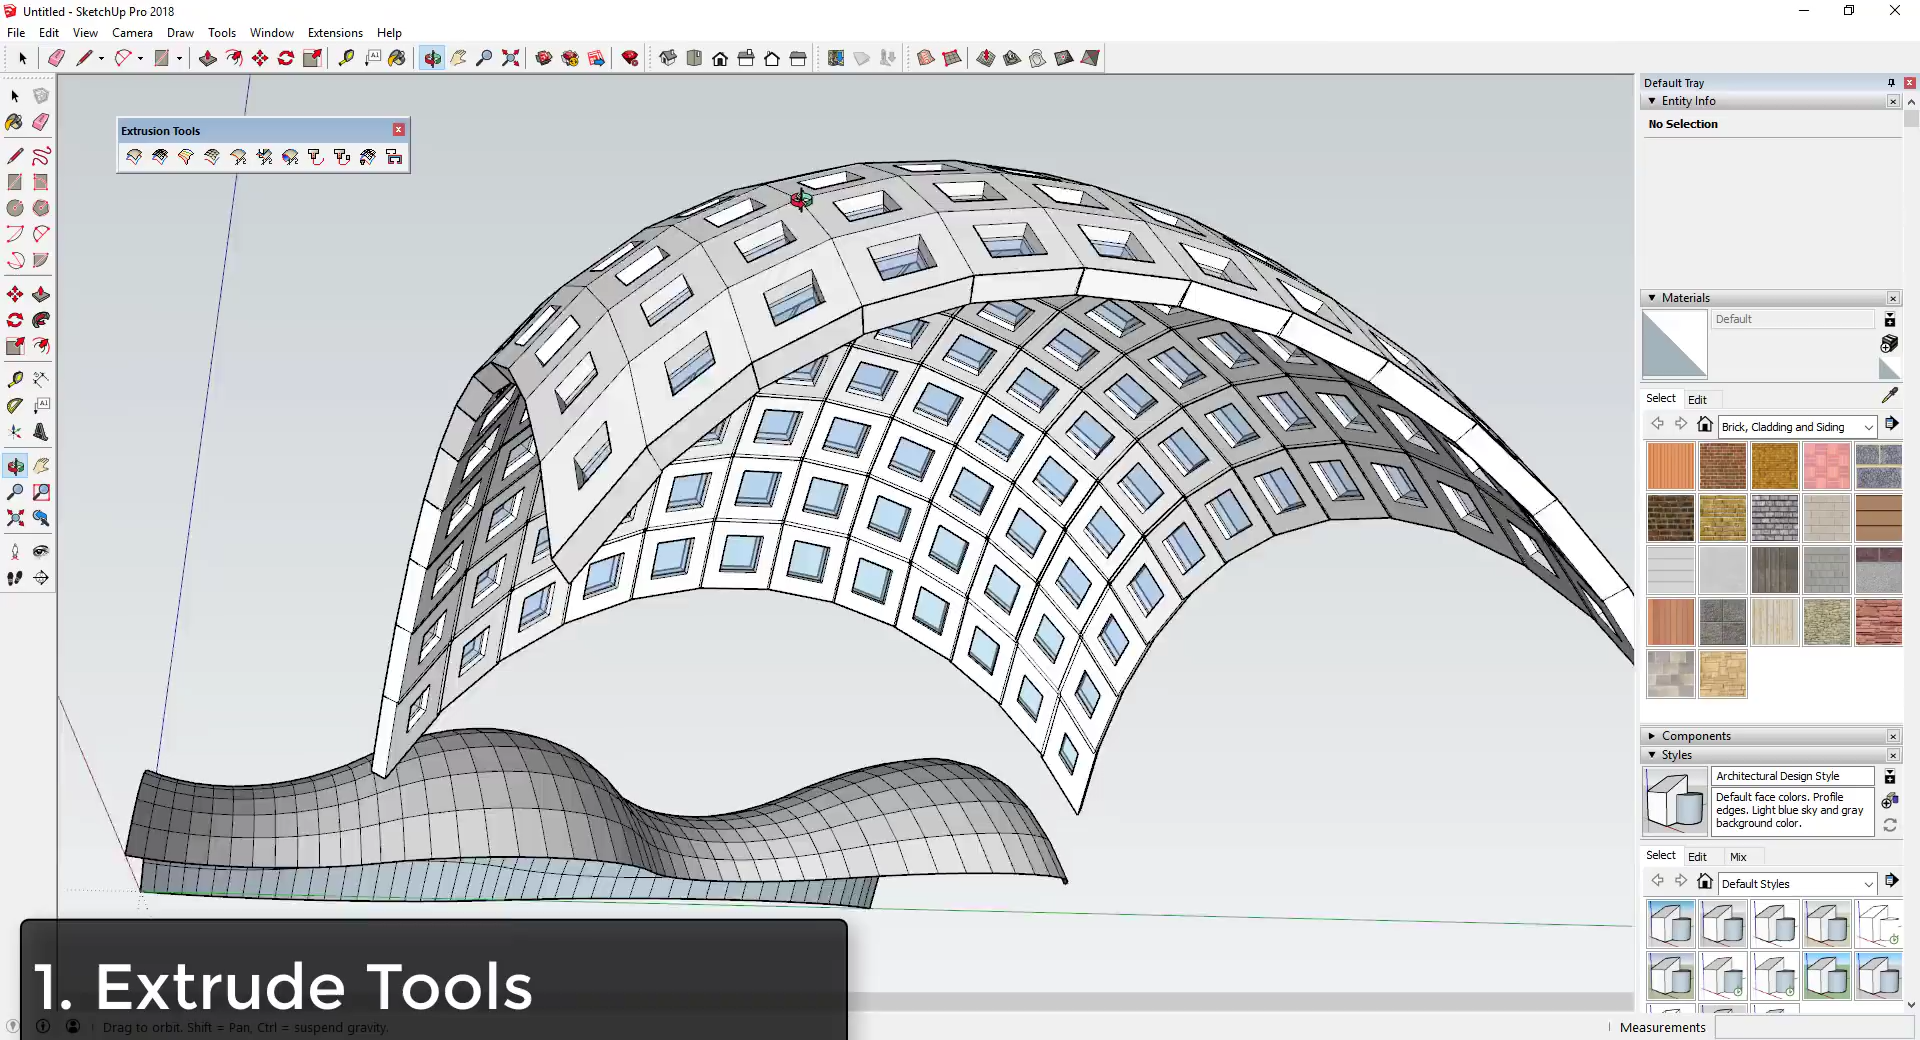 Untitled - SketchUp Pro 2018
File Edit View Camera Draw Tools Window Extensions Help
Default Tray
Entity Info
No Selection
Extrusion Tools
Materials
Default
Select Edit
Brick, Cladding and Siding
Components
Styles
Architectural Design Style
Default face colors. Profile
edges. Light blue sky and gray
background color.
Select Edit Mix
Default Styles
1. Extrude Tools
Drag to orbit. Shift = Pan, Ctrl = suspend gravity.
Measurements